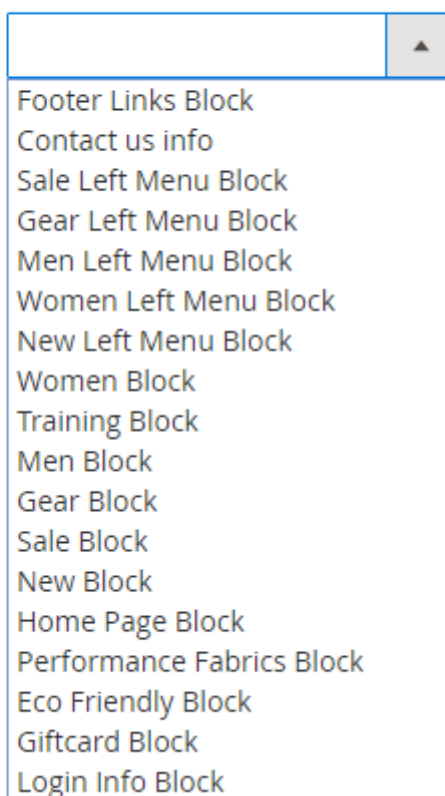 Footer Links Block
Contact us info
Sale Left Menu Block
Gear Left Menu Block
Men Left Menu Block
Women Left Menu Block
New Left Menu Block
Women Block
Training Block
Men Block
Gear Block
Sale Block
New Block
Home Page Block
Performance Fabrics Block
Eco Friendly Block
Giftcard Block
Login Info Block